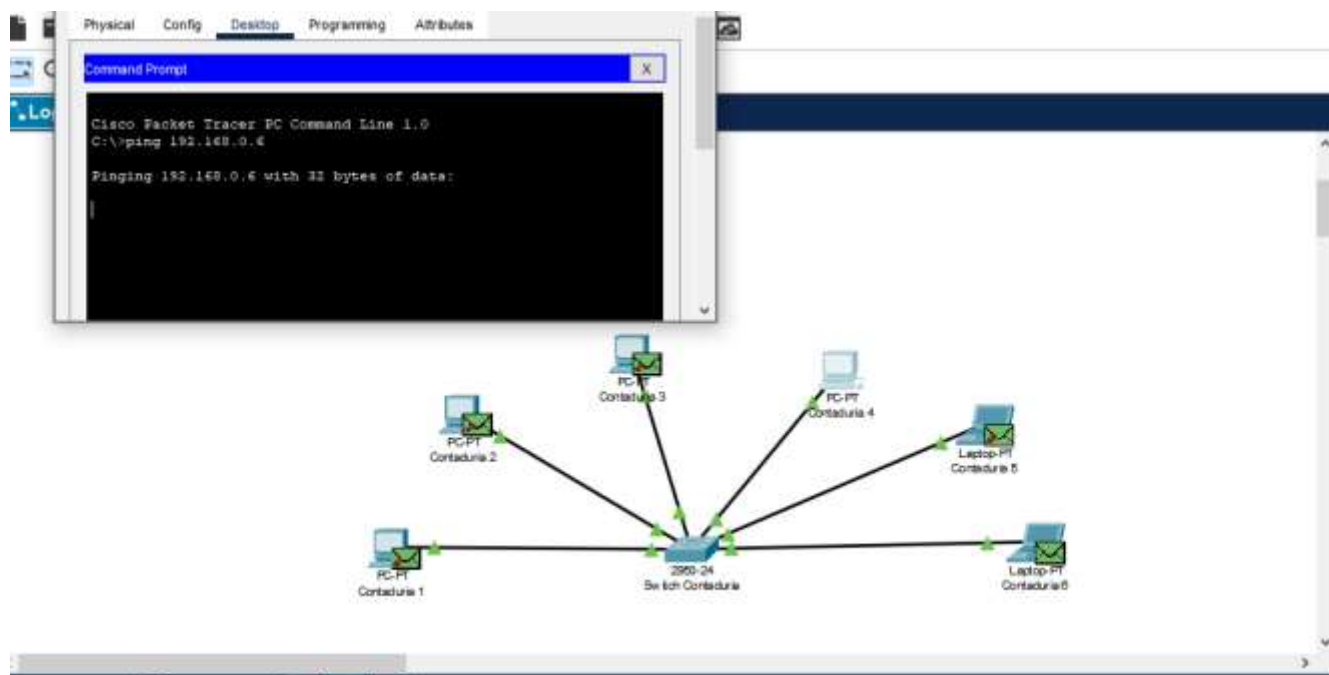 Physical Config Desktop Programming Attributes
Command Prompt X
Cisco Packet Tracer PC Command Line 1.0
C:\>ping 192.168.0.6
Pinging 192.168.0.6 with 32 bytes of data:
PC-PT
Contaduria 3
PC-PT
Contaduria 4
PC-PT
Contaduria 2
Laptop-PT
Contaduria 5
PC-PT
Contaduria 1
2950-24
Switch Contaduria
Laptop-PT
Contaduria 6